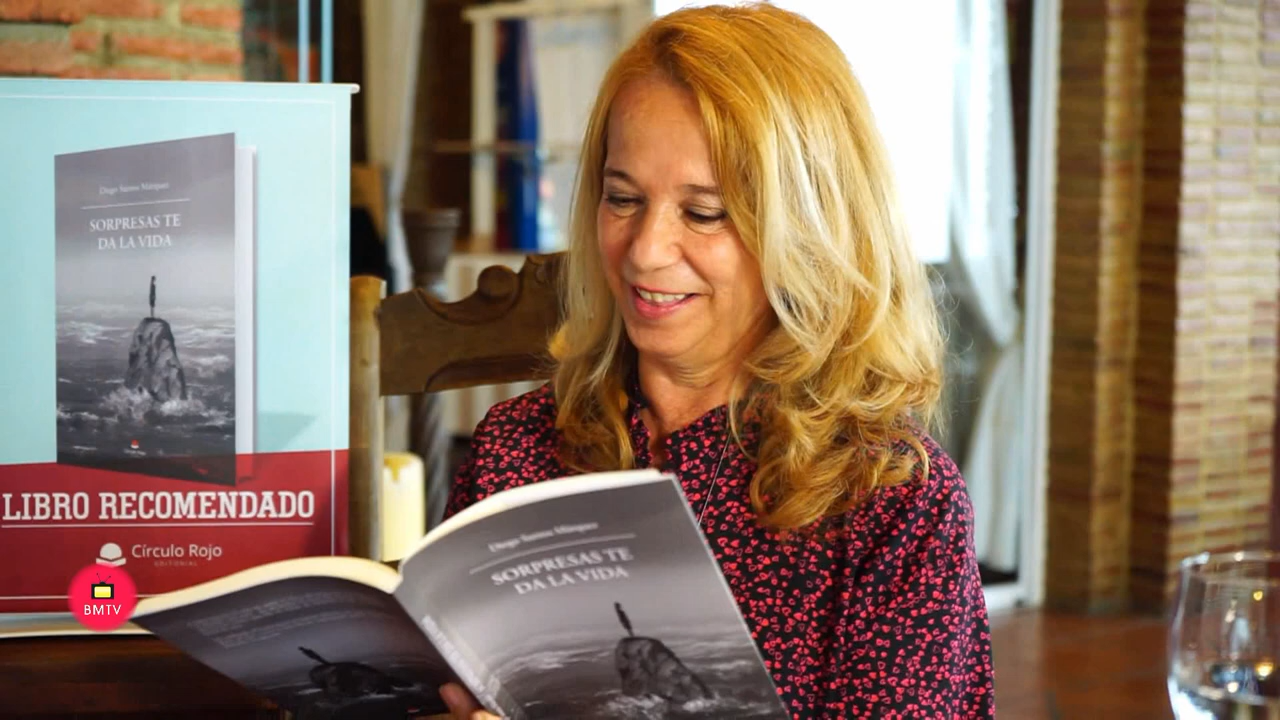 Diego Santos Márquez
SORPRESAS TE
DA LA VIDA
LIBRO RECOMENDADO
Círculo Rojo
EDITORIAL
BMTV
Diego Santos Márquez
SORPRESAS TE
DA LA VIDA